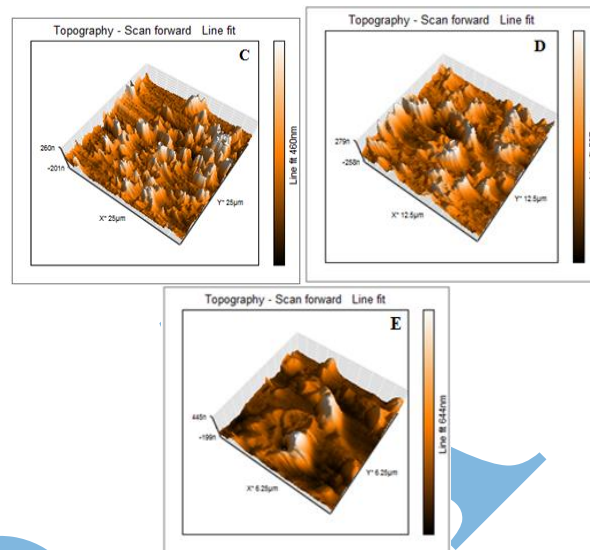 Topography - Scan forward Line fit
C
260n
-201n
X* 25µm
Y* 25µm
Line fit 460nm
Topography - Scan forward Line fit
D
279n
-258n
X* 12.5µm
Y* 12.5µm
Topography - Scan forward Line fit
E
445n
-199n
X* 6.25µm
Y* 6.25µm
Line fit 644nm